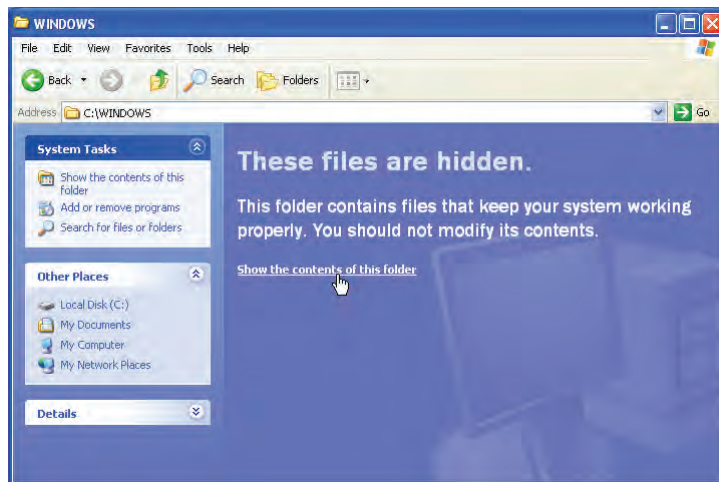 WINDOWS
File Edit View Favorites Tools Help
Back Search Folders
Address C:\WINDOWS Go
System Tasks
Show the contents of this
folder
Add or remove programs
Search for files or folders
Other Places
Local Disk (C:)
My Documents
My Computer
My Network Places
Details
These files are hidden.
This folder contains files that keep your system working
properly. You should not modify its contents.
Show the contents of this folder